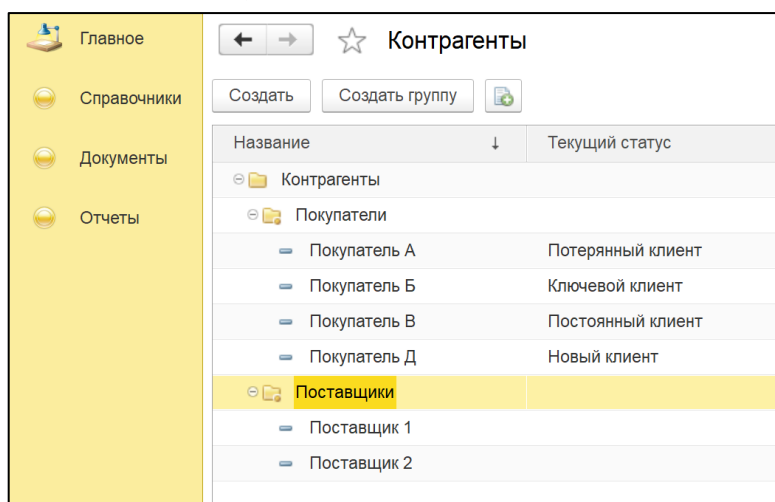 Главное
Справочники
Документы
Отчеты
Контрагенты
Создать Создать группу
Название ↓ Текущий статус
Контрагенты
Покупатели
Покупатель А Потерянный клиент
Покупатель Б Ключевой клиент
Покупатель В Постоянный клиент
Покупатель Д Новый клиент
Поставщики
Поставщик 1
Поставщик 2